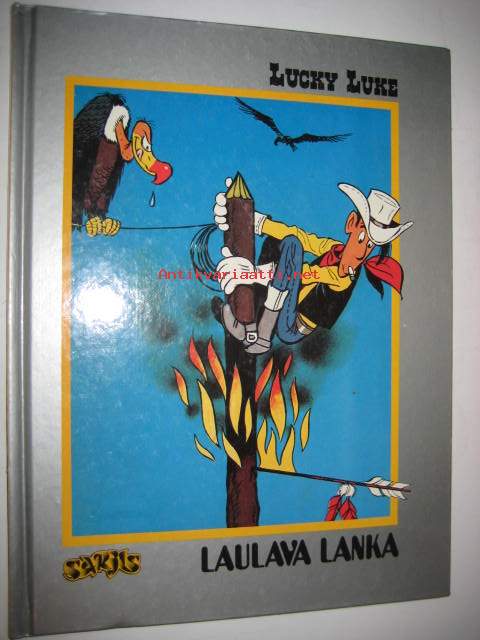 LUCKY LUKE
Antikvariaatti.net
SARJIS
LAULAVA LANKA